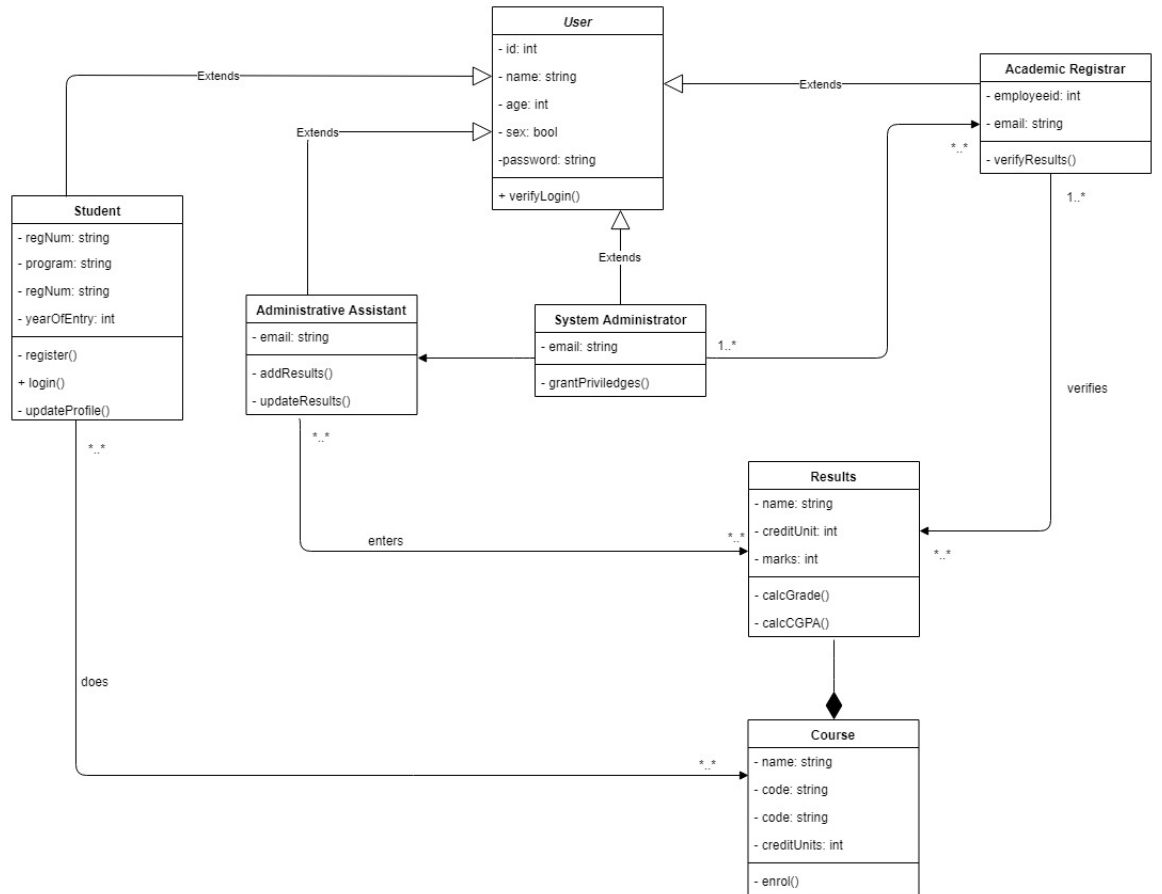 User
- id: int
- name: string
- age: int
- sex: bool
-password: string
+ verifyLogin()
Extends
Extends
Extends
Extends
Academic Registrar
- employeeid: int
- email: string
- verifyResults()
*..*
1..*
Student
- regNum: string
- program: string
- regNum: string
- yearOfEntry: int
- register()
+ login()
- updateProfile()
*..*
Administrative Assistant
- email: string
- addResults()
- updateResults()
*..*
System Administrator
- email: string
- grantPriviledges()
1..*
verifies
enters
*..*
*..*
Results
- name: string
- creditUnit: int
- marks: int
- calcGrade()
- calcCGPA()
does
*..*
Course
- name: string
- code: string
- code: string
- creditUnits: int
- enrol()